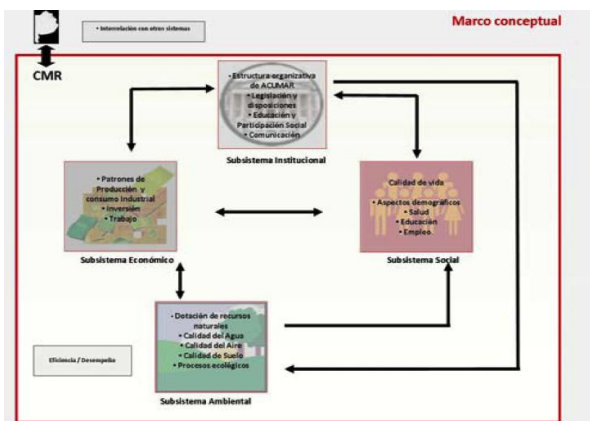 Marco conceptual
• Interrelación con otros sistemas
CMR
• Estructura organizativa
de ACUMAR
• Legislación y
disposiciones
• Educación y
Participación Social
• Comunicación
Subsistema Institucional
• Patrones de
Producción y
consumo Industrial
• Inversión
• Trabajo
Subsistema Económico
Calidad de vida
• Aspectos demográficos
• Salud
• Educación
• Empleo
Subsistema Social
• Dotación de recursos
naturales
• Calidad del Agua
• Calidad del Aire
• Calidad de Suelo
• Procesos ecológicos
Subsistema Ambiental
Eficiencia / Desempeño